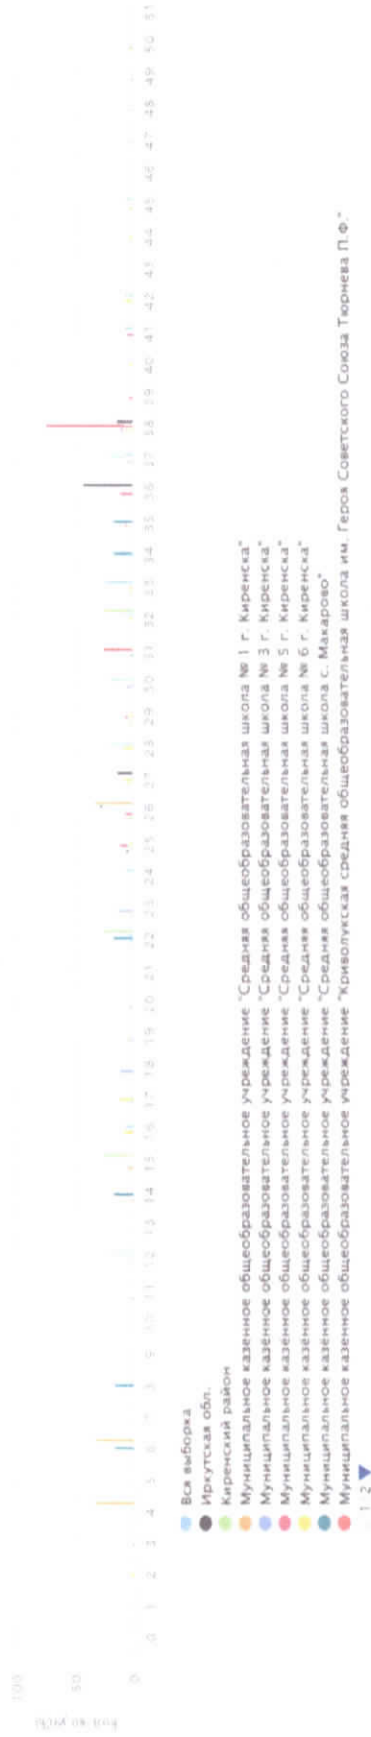 100
50
0
0 1 2 3 4 5 6 7 8 9 10 11 12 13 14 15 16 17 18 19 20 21 22 23 24 25 26 27 28 29 30 31 32 33 34 35 36 37 38 39 40 41 42 43 44 45 46 47 48 49 50 51
Вся выборка
Иркутская обл.
Киренский район
Муниципальное казенное общеобразовательное учреждение "Средняя общеобразовательная школа № 1 г. Киренска"
Муниципальное казённое общеобразовательное учреждение "Средняя общеобразовательная школа № 3 г. Киренска"
Муниципальное казённое общеобразовательное учреждение "Средняя общеобразовательная школа № 5 г. Киренска"
Муниципальное казённое общеобразовательное учреждение "Средняя общеобразовательная школа № 6 г. Киренска"
Муниципальное казённое общеобразовательное учреждение "Средняя общеобразовательная школа с. Макарово"
Муниципальное казенное общеобразовательное учреждение "Криволукская средняя общеобразовательная школа им. Героя Советского Союза Тюрнева П.Ф."
1 2